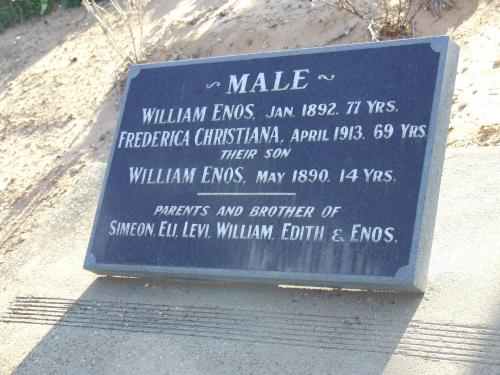 ~ MALE ~
WILLIAM ENOS, JAN. 1892. 77 YRS.
FREDERICA CHRISTIANA, APRIL 1913. 69 YRS.
THEIR SON
WILLIAM ENOS, MAY 1890. 14 YRS.
PARENTS AND BROTHER OF
SIMEON, ELI, LEVI, WILLIAM, EDITH & ENOS.